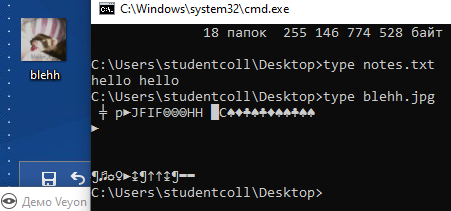 C:\Windows\system32\cmd.exe
18 папок  255 146 774 528 байт
C:\Users\studentcoll\Desktop>type notes.txt
hello hello
C:\Users\studentcoll\Desktop>type blehh.jpg
╪ p►JFIF☺☺☺HH █C♠♦♣♠♣♦♠♠♣♠♠
►
¶♫☼♀►‡¶↑↑‡¶▬▬
C:\Users\studentcoll\Desktop>
blehh
Демо Veyon